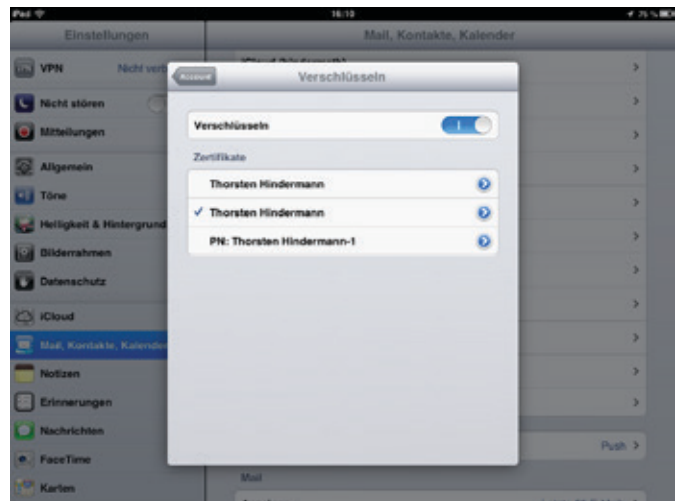 iPad 16:10 75 %
Einstellungen
Mail, Kontakte, Kalender
VPN Nicht verb
Nicht stören
Mitteilungen
Allgemein
Töne
Helligkeit & Hintergrund
Bilderrahmen
Datenschutz
iCloud
Mail, Kontakte, Kalender
Notizen
Erinnerungen
Nachrichten
FaceTime
Karten
Account
Verschlüsseln
Verschlüsseln
Zertifikate
Thorsten Hindermann
Thorsten Hindermann
PN: Thorsten Hindermann-1
Push
Mail